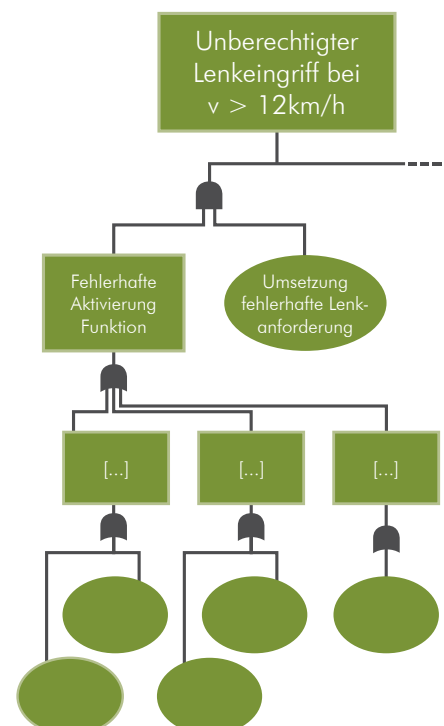 Unberechtigter
Lenkeingriff bei
v > 12km/h
Fehlerhafte
Aktivierung
Funktion
Umsetzung
fehlerhafte Lenk-
anforderung
[...]
[...]
[...]